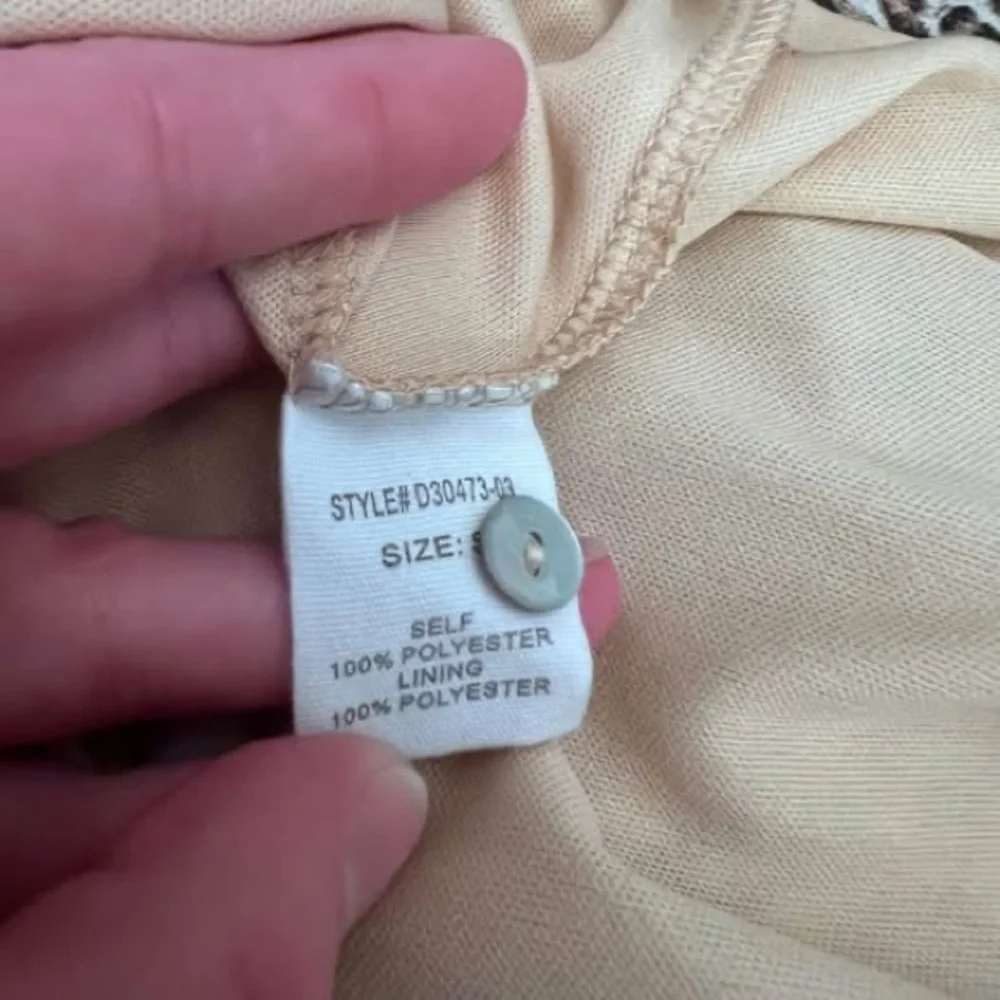 STYLE# D30473-03
SIZE:
SELF
100% POLYESTER
LINING
100% POLYESTER